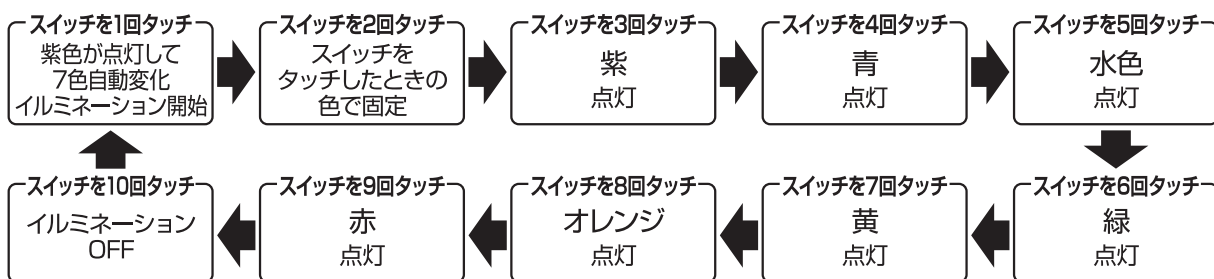 スイッチを1回タッチ
紫色が点灯して
7色自動変化
イルミネーション開始
スイッチを2回タッチ
スイッチを
タッチしたときの
色で固定
スイッチを3回タッチ
紫
点灯
スイッチを4回タッチ
青
点灯
スイッチを5回タッチ
水色
点灯
スイッチを6回タッチ
緑
点灯
スイッチを7回タッチ
黄
点灯
スイッチを8回タッチ
オレンジ
点灯
スイッチを9回タッチ
赤
点灯
スイッチを10回タッチ
イルミネーション
OFF